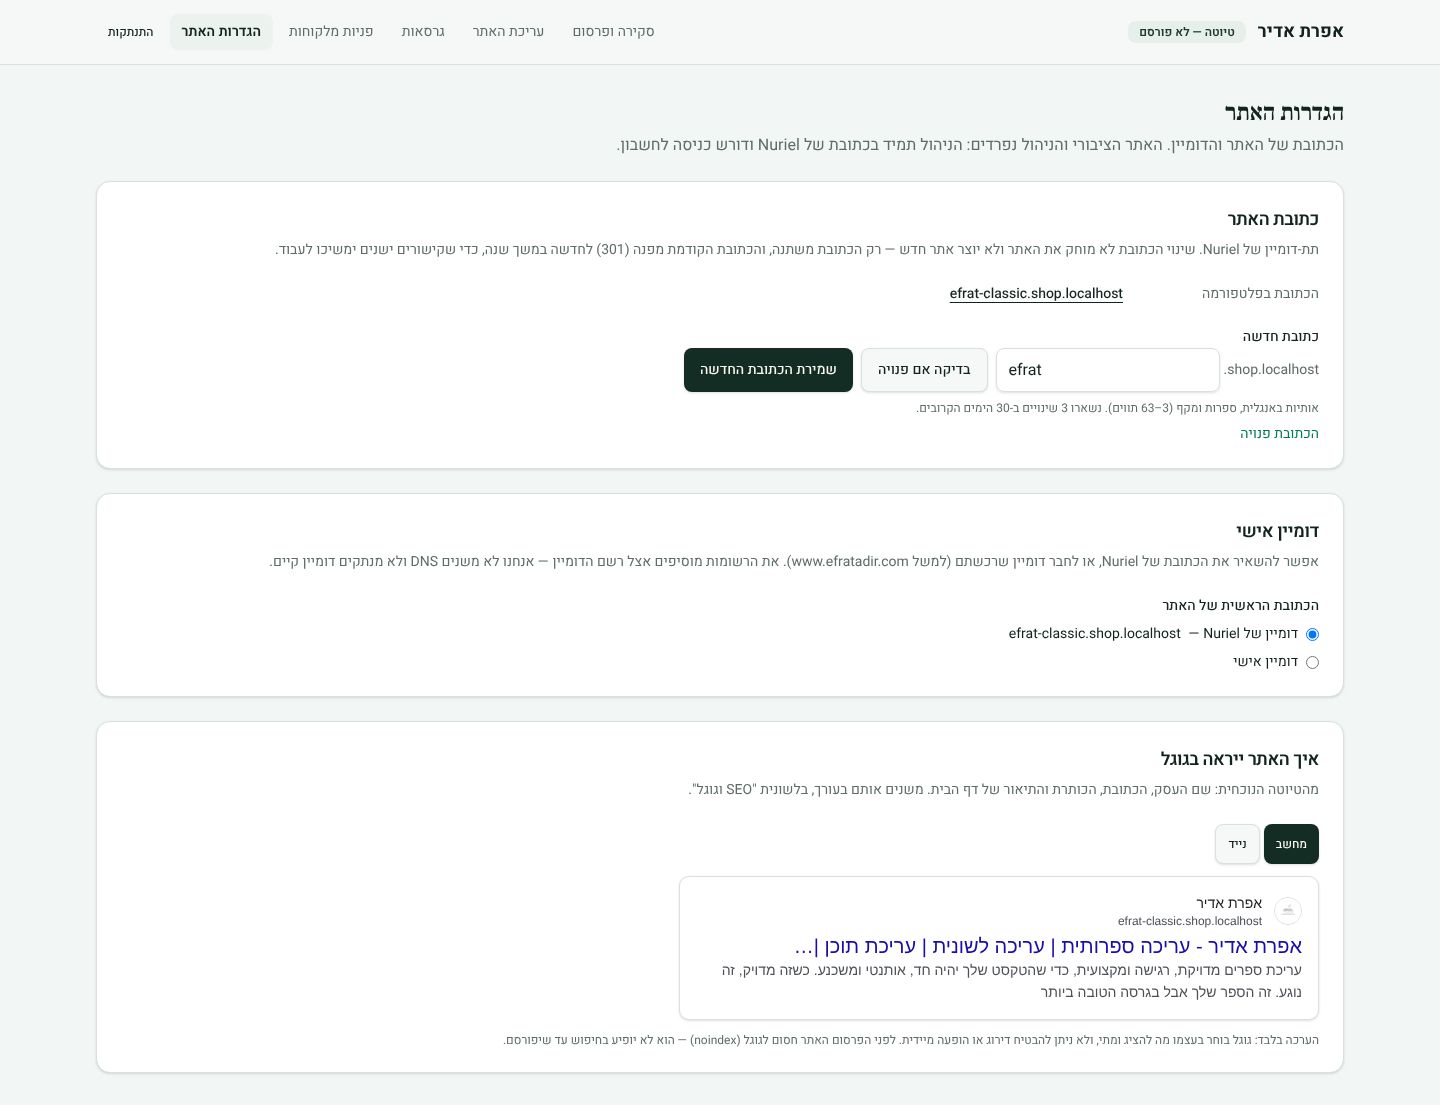 אפרת אדיר
טיוטה — לא פורסם
סקירה ופרסום
עריכת האתר
גרסאות
פניות מלקוחות
הגדרות האתר
התנתקות
הגדרות האתר
הכתובת של האתר והדומיין. האתר הציבורי והניהול נפרדים: הניהול תמיד בכתובת של Nuriel ודורש כניסה לחשבון.
כתובת האתר
תת-דומיין של Nuriel. שינוי הכתובת לא מוחק את האתר ולא יוצר אתר חדש — רק הכתובת משתנה, והכתובת הקודמת מפנה (301) לחדשה במשך שנה, כדי שקישורים ישנים ימשיכו לעבוד.
הכתובת בפלטפורמה
efrat-classic.shop.localhost
כתובת חדשה
.shop.localhost
efrat
בדיקה אם פנויה
שמירת הכתובת החדשה
אותיות באנגלית, ספרות ומקף (3–63 תווים). נשארו 3 שינויים ב-30 הימים הקרובים.
הכתובת פנויה
דומיין אישי
אפשר להשאיר את הכתובת של Nuriel, או לחבר דומיין שרכשתם (למשל www.efratadir.com). את הרשומות מוסיפים אצל רשם הדומיין — אנחנו לא משנים DNS ולא מנתקים דומיין קיים.
הכתובת הראשית של האתר
דומיין של Nuriel — efrat-classic.shop.localhost
דומיין אישי
איך האתר ייראה בגוגל
מהטיוטה הנוכחית: שם העסק, הכתובת, הכותרת והתיאור של דף הבית. משנים אותם בעורך, בלשונית "SEO וגוגל".
מחשב
נייד
אפרת אדיר
efrat-classic.shop.localhost
אפרת אדיר - עריכה ספרותית | עריכה לשונית | עריכת תוכן |...
עריכת ספרים מדויקת, רגישה ומקצועית, כדי שהטקסט שלך יהיה חד, אותנטי ומשכנע. כשזה מדויק, זה
נוגע. זה הספר שלך אבל בגרסה הטובה ביותר
הערכה בלבד: גוגל בוחר בעצמו מה להציג ומתי, ולא ניתן להבטיח דירוג או הופעה מיידית. לפני הפרסום האתר חסום לגוגל (noindex) — הוא לא יופיע בחיפוש עד שיפורסם.